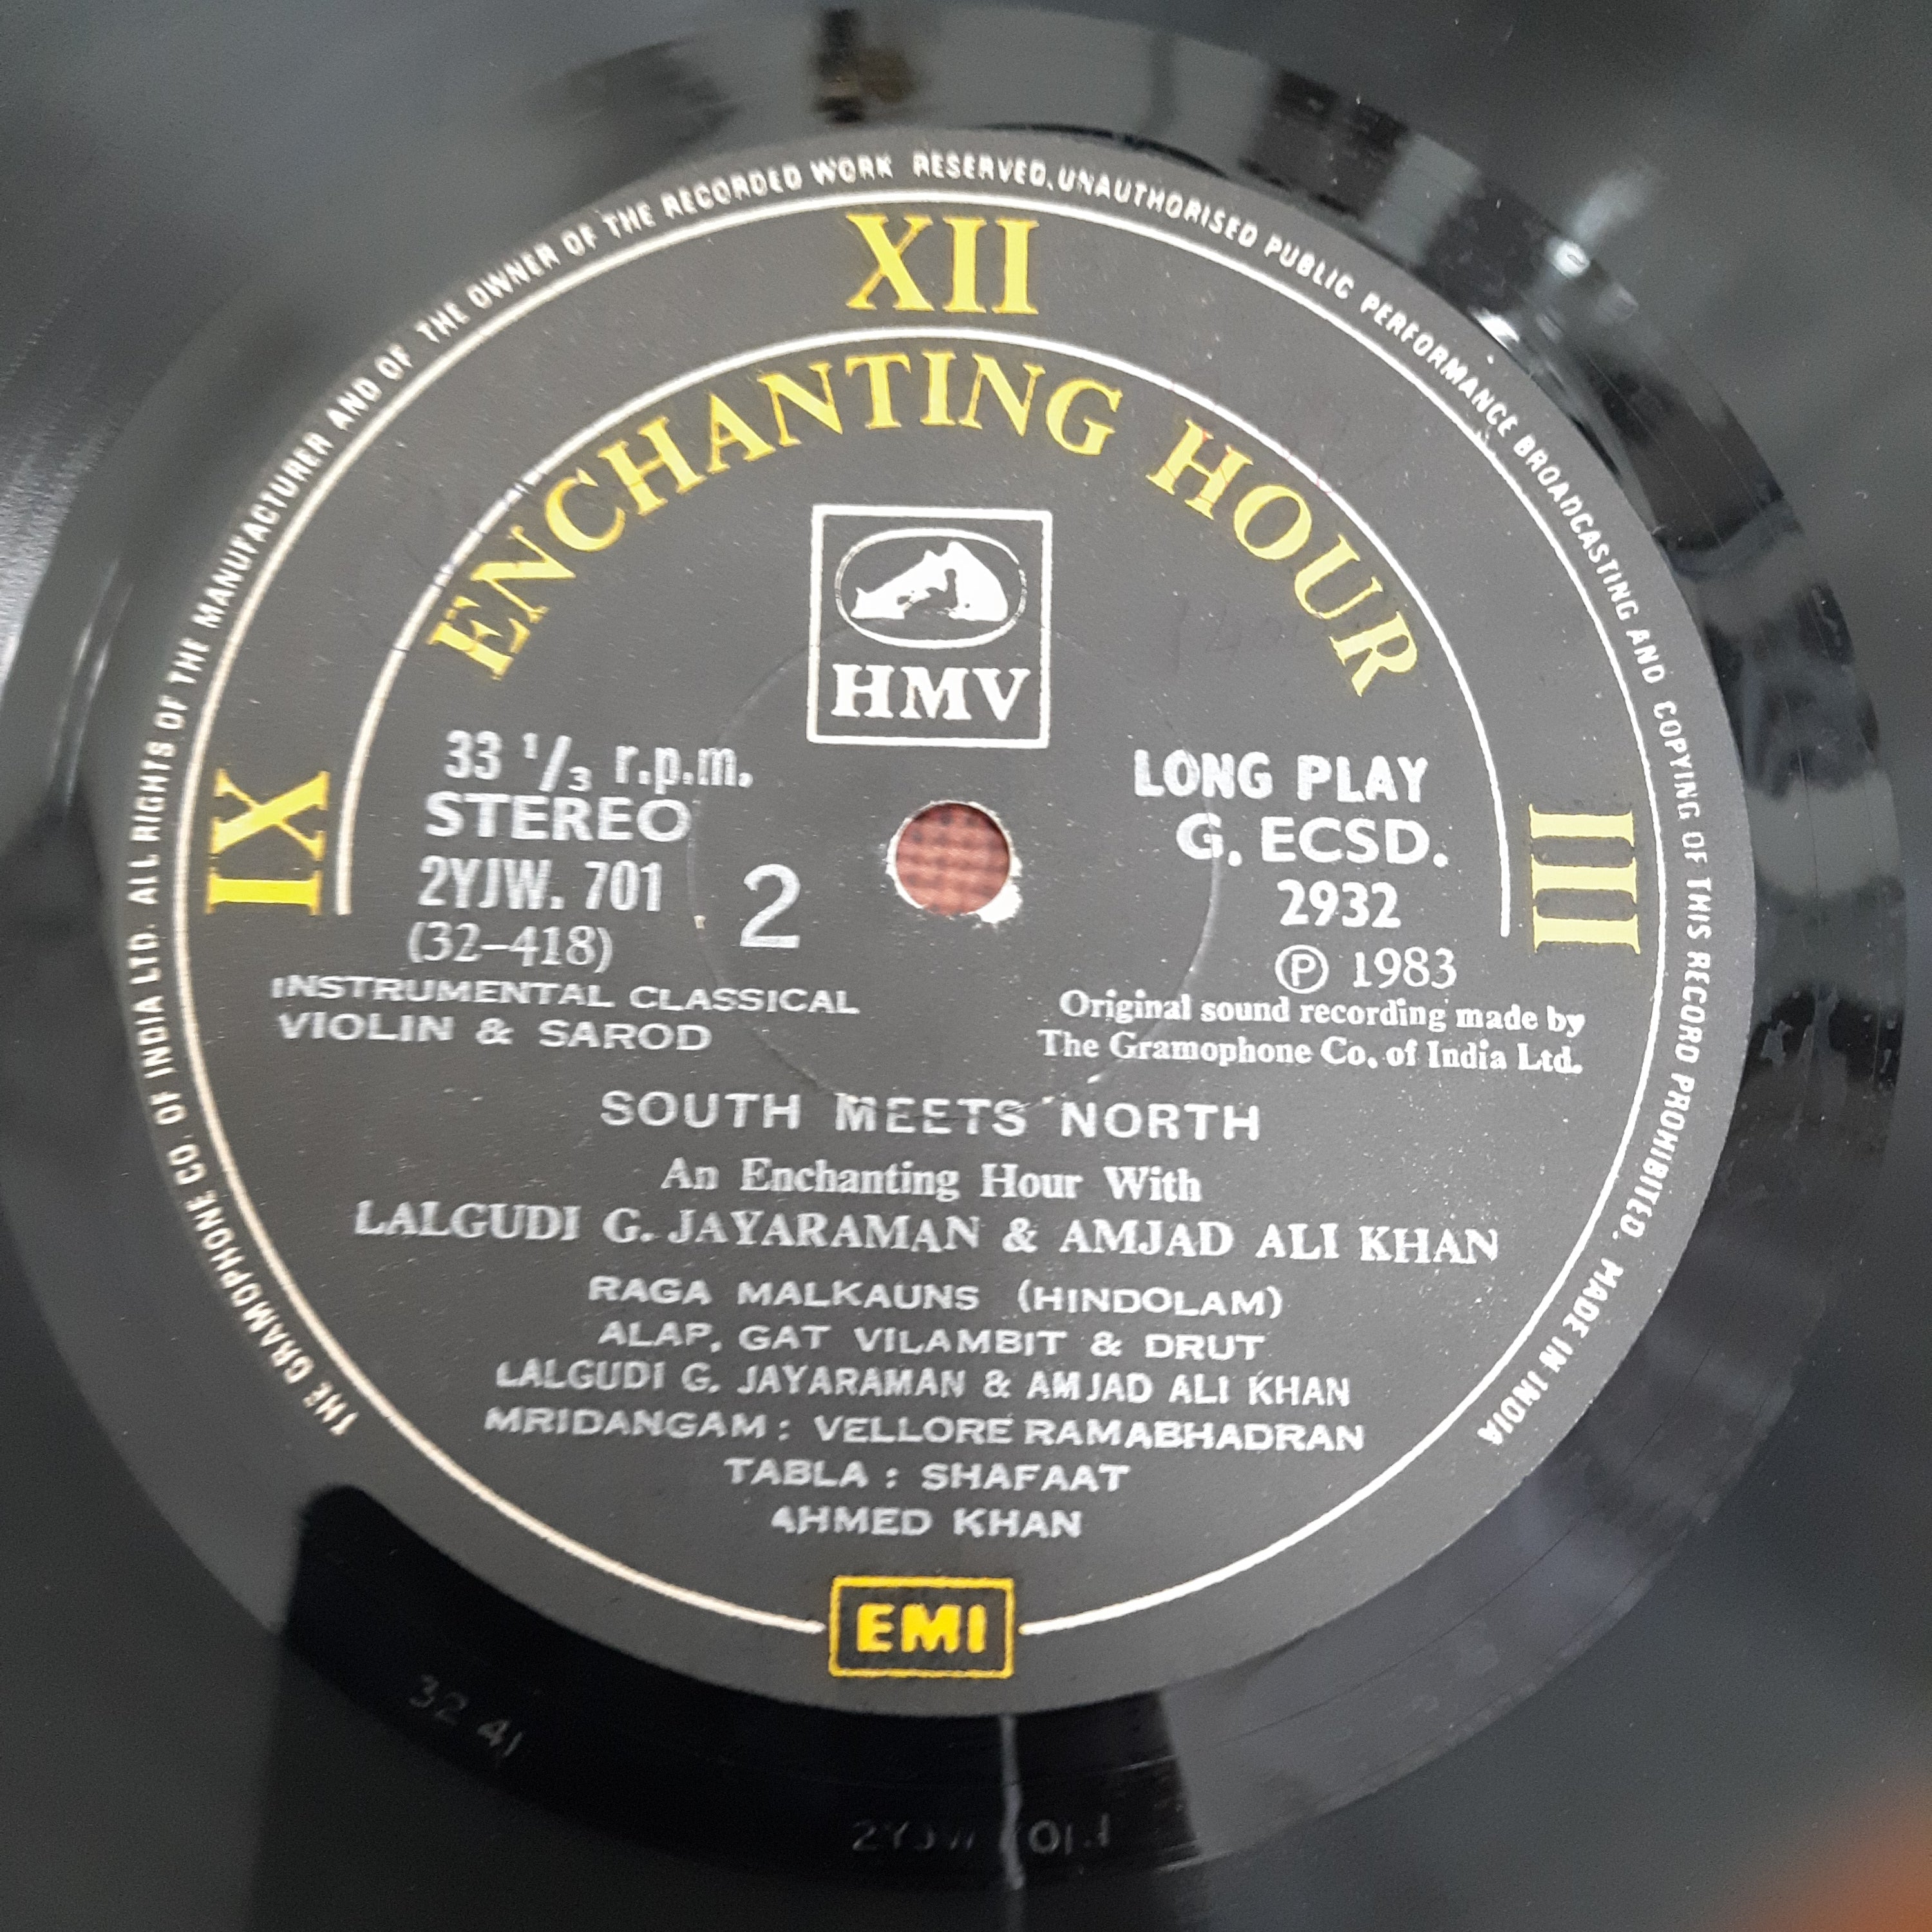 THE GRAMOPHONE CO. OF INDIA LTD. ALL RIGHTS OF THE MANUFACTURER AND OF THE OWNER OF THE RECORDED WORK RESERVED. UNAUTHORISED PUBLIC PERFORMANCE BROADCASTING AND COPYING OF THIS RECORD PROHIBITED. MADE IN INDIA
XII
ENCHANTING HOUR
HMV
IX
III
33 1/3 r.p.m.
STEREO
2YJW. 701
(32-418)
2
LONG PLAY
G. ECSD.
2932
Ⓟ 1983
INSTRUMENTAL CLASSICAL
VIOLIN & SAROD
Original sound recording made by
The Gramophone Co. of India Ltd.
SOUTH MEETS NORTH
An Enchanting Hour With
LALGUDI G. JAYARAMAN & AMJAD ALI KHAN
RAGA MALKAUNS (HINDOLAM)
ALAP, GAT VILAMBIT & DRUT
LALGUDI G. JAYARAMAN & AMJAD ALI KHAN
MRIDANGAM : VELLORE RAMABHADRAN
TABLA : SHAFAAT
AHMED KHAN
EMI
32 41